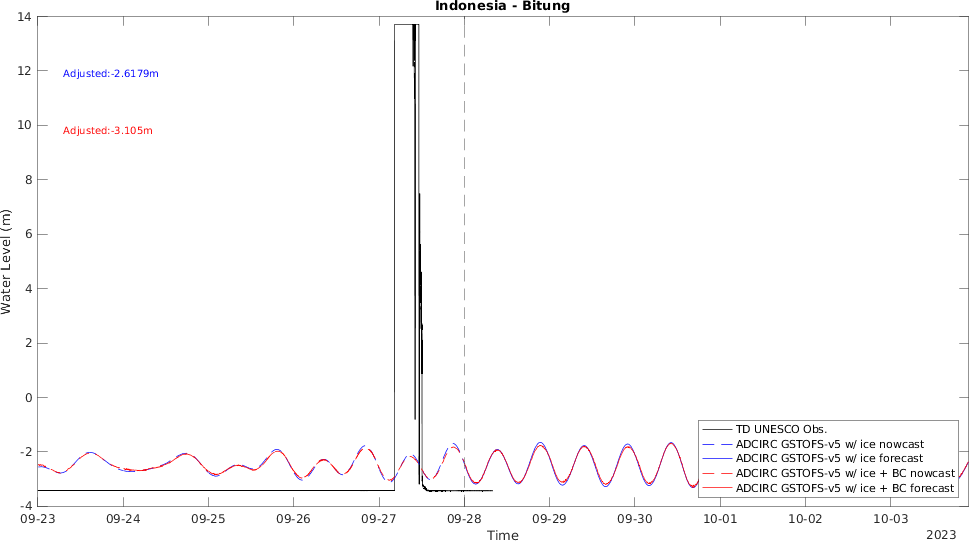 Indonesia - Bitung
14
12
10
8
6
4
2
0
-2
-4
Water Level (m)
Adjusted:-2.6179m
Adjusted:-3.105m
TD UNESCO Obs.
ADCIRC GSTOFS-v5 w/ ice nowcast
ADCIRC GSTOFS-v5 w/ ice forecast
ADCIRC GSTOFS-v5 w/ ice + BC nowcast
ADCIRC GSTOFS-v5 w/ ice + BC forecast
09-23 09-24 09-25 09-26 09-27 09-28 09-29 09-30 10-01 10-02 10-03
Time
2023